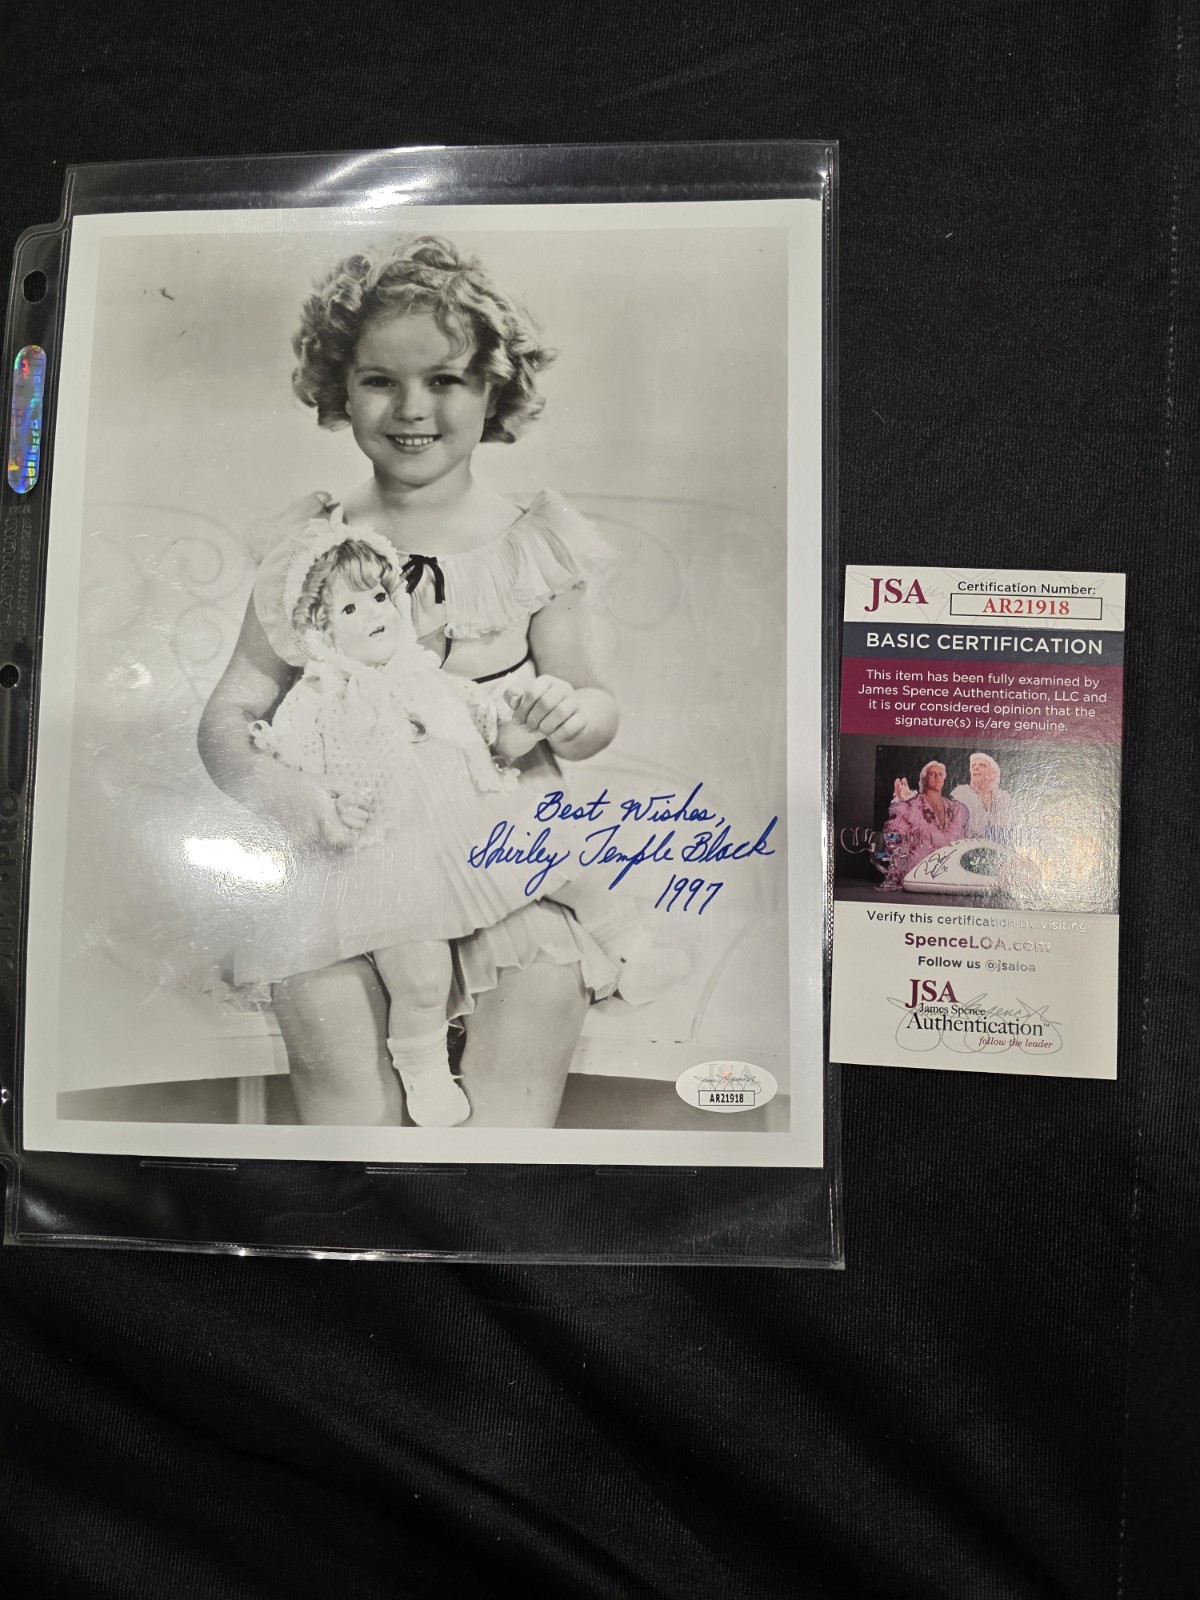 Best Wishes,
Shirley Temple Black
1997
JSA
AR21918
JSA
Certification Number:
AR21918
BASIC CERTIFICATION
This item has been fully examined by
James Spence Authentication, LLC and
it is our considered opinion that the
signature(s) is/are genuine.
Verify this certification by visiting
SpenceLOA.com
Follow us @jsaloa
JSA
James Spence
Authentication™
follow the leader